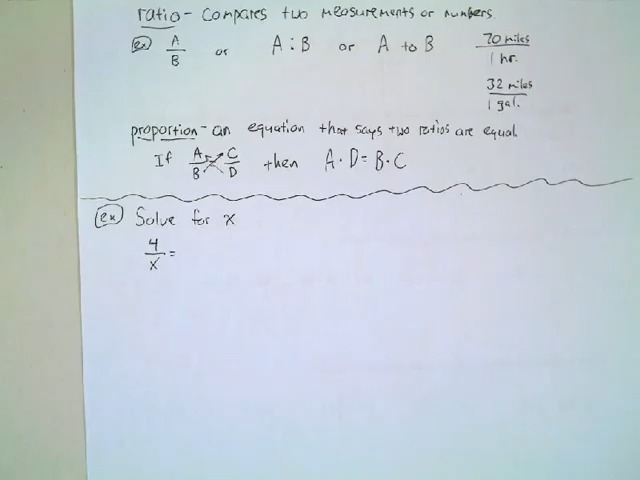 ratio - compares two measurements or numbers
ex A/B or A:B or A to B 70 miles/1 hr.
32 miles/1 gal.
proportion - an equation that says two ratios are equal.
If A/B = C/D then A·D = B·C
ex Solve for x
4/x =